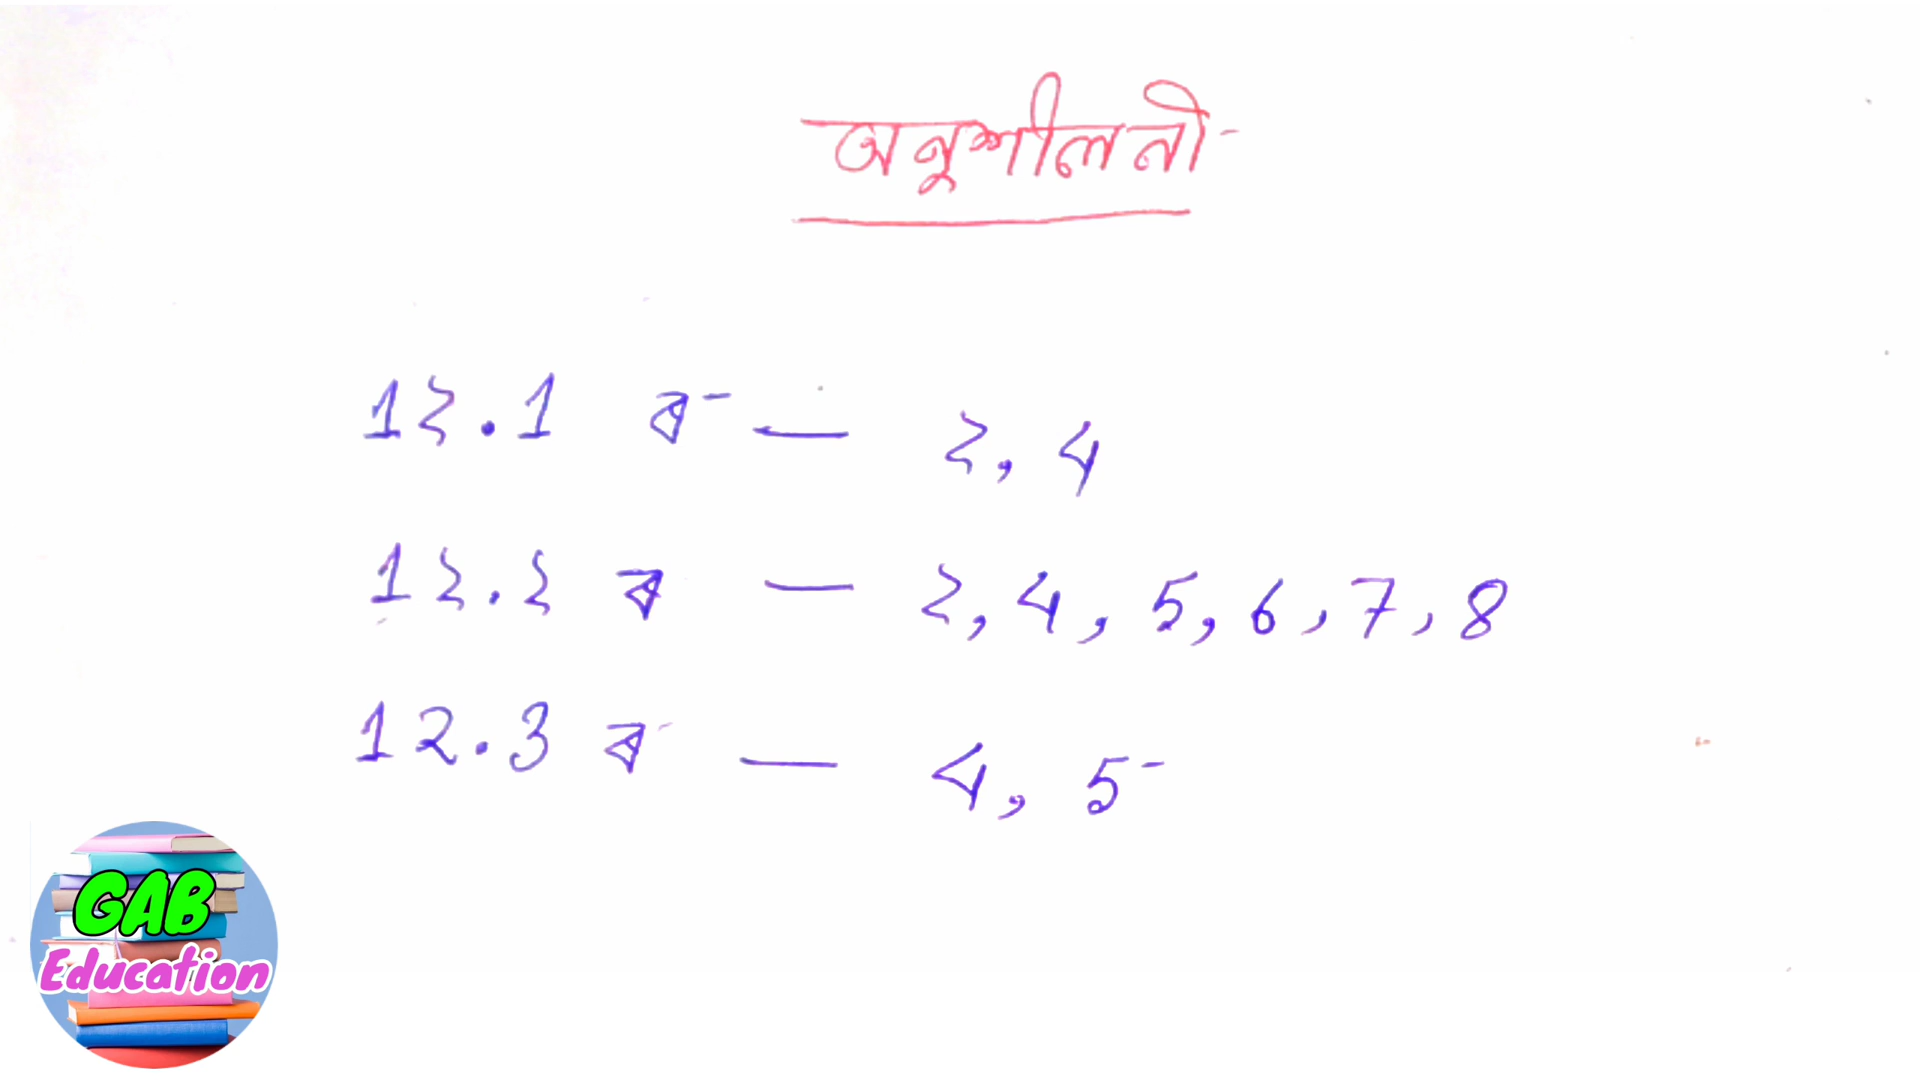 অনুশীলনী
12.1 ৰ — 2, 4
12.2 ৰ — 2, 4, 5, 6, 7, 8
12.3 ৰ — 4, 5
GAB
Education